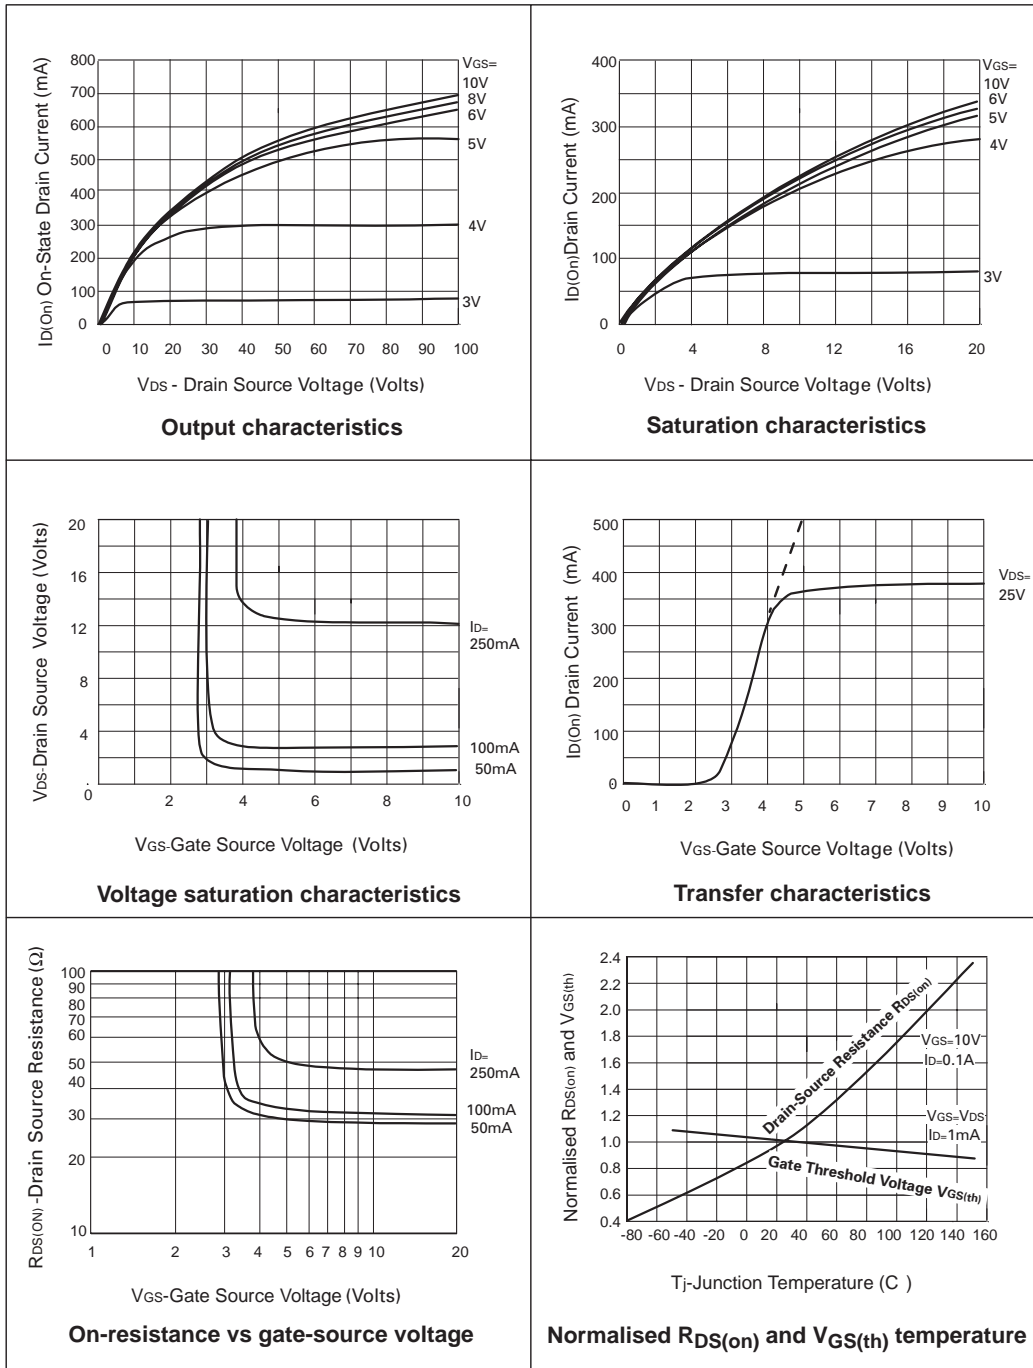 ID(On) On-State Drain Current (mA)
800
700
600
500
400
300
200
100
0
VGS=
10V
8V
6V
5V
4V
3V
0 10 20 30 40 50 60 70 80 90 100
VDS - Drain Source Voltage (Volts)
Output characteristics
ID(On) Drain Current (mA)
400
300
200
100
0
VGS=
10V
6V
5V
4V
3V
0 4 8 12 16 20
VDS - Drain Source Voltage (Volts)
Saturation characteristics
VDS-Drain Source Voltage (Volts)
20
16
12
8
4
0 2 4 6 8 10
ID=
250mA
100mA
50mA
VGS-Gate Source Voltage (Volts)
Voltage saturation characteristics
ID(On) Drain Current (mA)
500
400
300
200
100
0
VDS=
25V
0 1 2 3 4 5 6 7 8 9 10
VGS-Gate Source Voltage (Volts)
Transfer characteristics
RDS(ON) -Drain Source Resistance (Ω)
100
90
80
70
60
50
40
30
20
10
ID=
250mA
100mA
50mA
1 2 3 4 5 6 7 8 9 10 20
VGS-Gate Source Voltage (Volts)
On-resistance vs gate-source voltage
Normalised RDS(on) and VGS(th)
2.4
2.2
2.0
1.8
1.6
1.4
1.2
1.0
0.8
0.6
0.4
Drain-Source Resistance RDS(on)
VGS=10V
ID=0.1A
VGS=VDS
ID=1mA
Gate Threshold Voltage VGS(th)
-80 -60 -40 -20 0 20 40 60 80 100 120 140 160
Tj-Junction Temperature (C )
Normalised RDS(on) and VGS(th) temperature